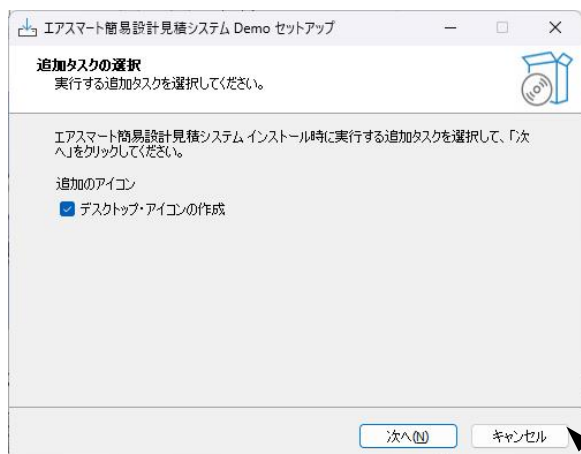 エアスマート簡易設計見積システム Demo セットアップ
追加タスクの選択
実行する追加タスクを選択してください。
エアスマート簡易設計見積システム インストール時に実行する追加タスクを選択して、「次
へ」をクリックしてください。
追加のアイコン
デスクトップ・アイコンの作成
次へ(N)
キャンセル